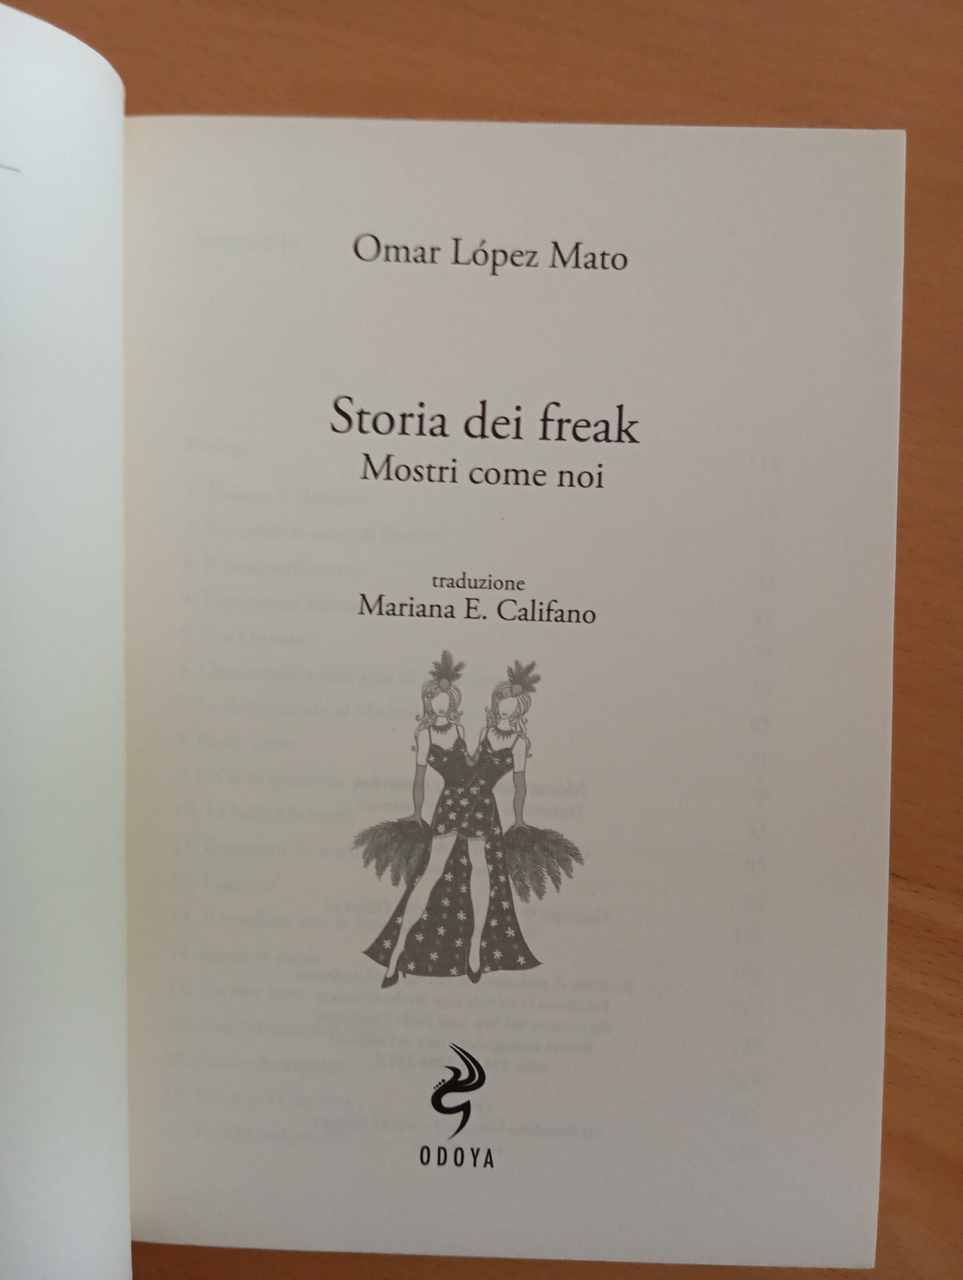 Omar López Mato
Storia dei freak
Mostri come noi
traduzione
Mariana E. Califano
ODOYA